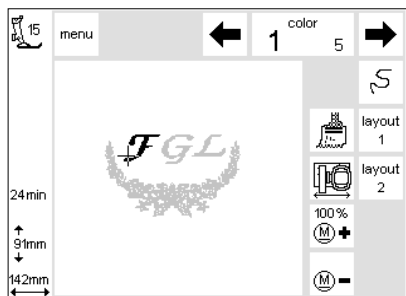 15
menu
color
1 5
layout
1
layout
2
FGL
24min
91mm
142mm
100%
M +
M -